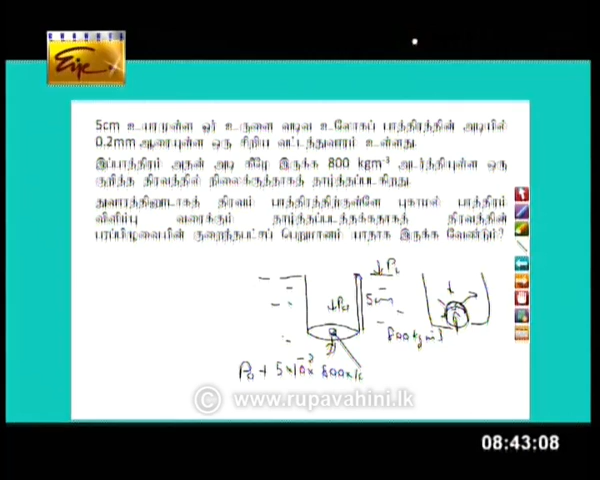 CHANNEL
Eye
5cm உயரமுள்ள ஓர் உருளை வடிவ உலோகப் பாத்திரத்தின் அடியில்
0.2mm ஆரையுள்ள ஒரு சிறிய வட்டத்துவாரம் உள்ளது.
இப்பாத்திரம் அதன் அடி கீழே இருக்க 800 kgm⁻³ அடர்த்தியுள்ள ஒரு
குறித்த திரவத்தில் நிலைக்குத்தாகத் தாழ்த்தப்படகிறது.
துவாரத்தினூடாகத் திரவம் பாத்திரத்திற்குள்ளே புகாமல் பாத்திரம்
விளிம்பு வரைக்கும் தாழ்த்தப்படத்தக்கதாகத் திரவத்தின்
பரப்பிழுவையின் குறைந்தபட்சப் பெறுமானம் யாதாக இருக்க வேண்டும்?
5cm
800kgm⁻³
P₀ + 5×10⁻²×800×10
© www.rupavahini.lk
08:43:08